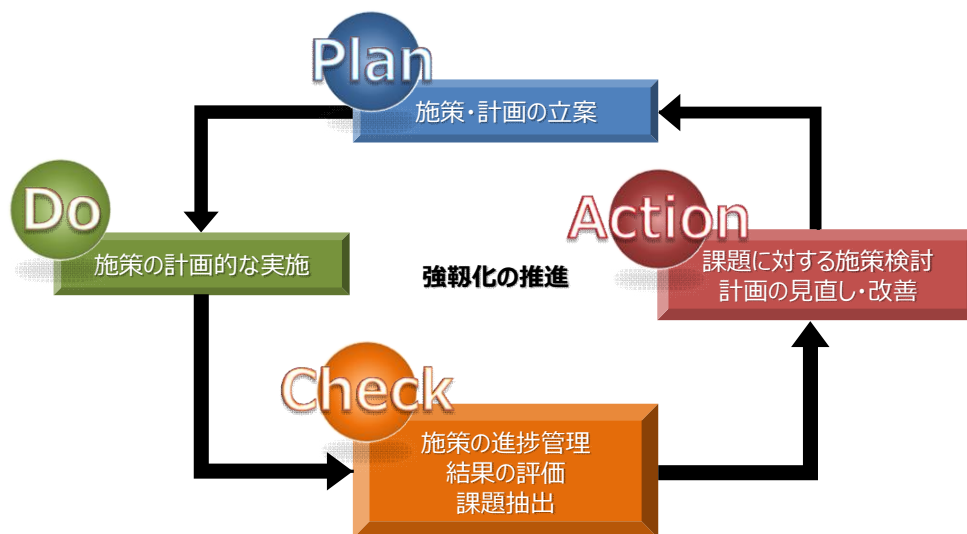 Plan
施策・計画の立案
Do
施策の計画的な実施
強靱化の推進
Action
課題に対する施策検討
計画の見直し・改善
Check
施策の進捗管理
結果の評価
課題抽出